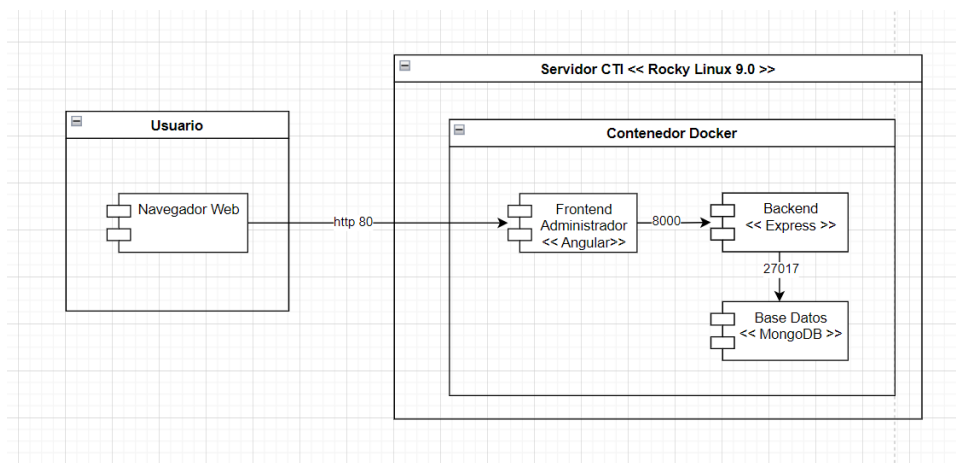 Servidor CTI << Rocky Linux 9.0 >>
Usuario
Contenedor Docker
Navegador Web
http 80
Frontend
Administrador
<< Angular>>
8000
Backend
<< Express >>
27017
Base Datos
<< MongoDB >>